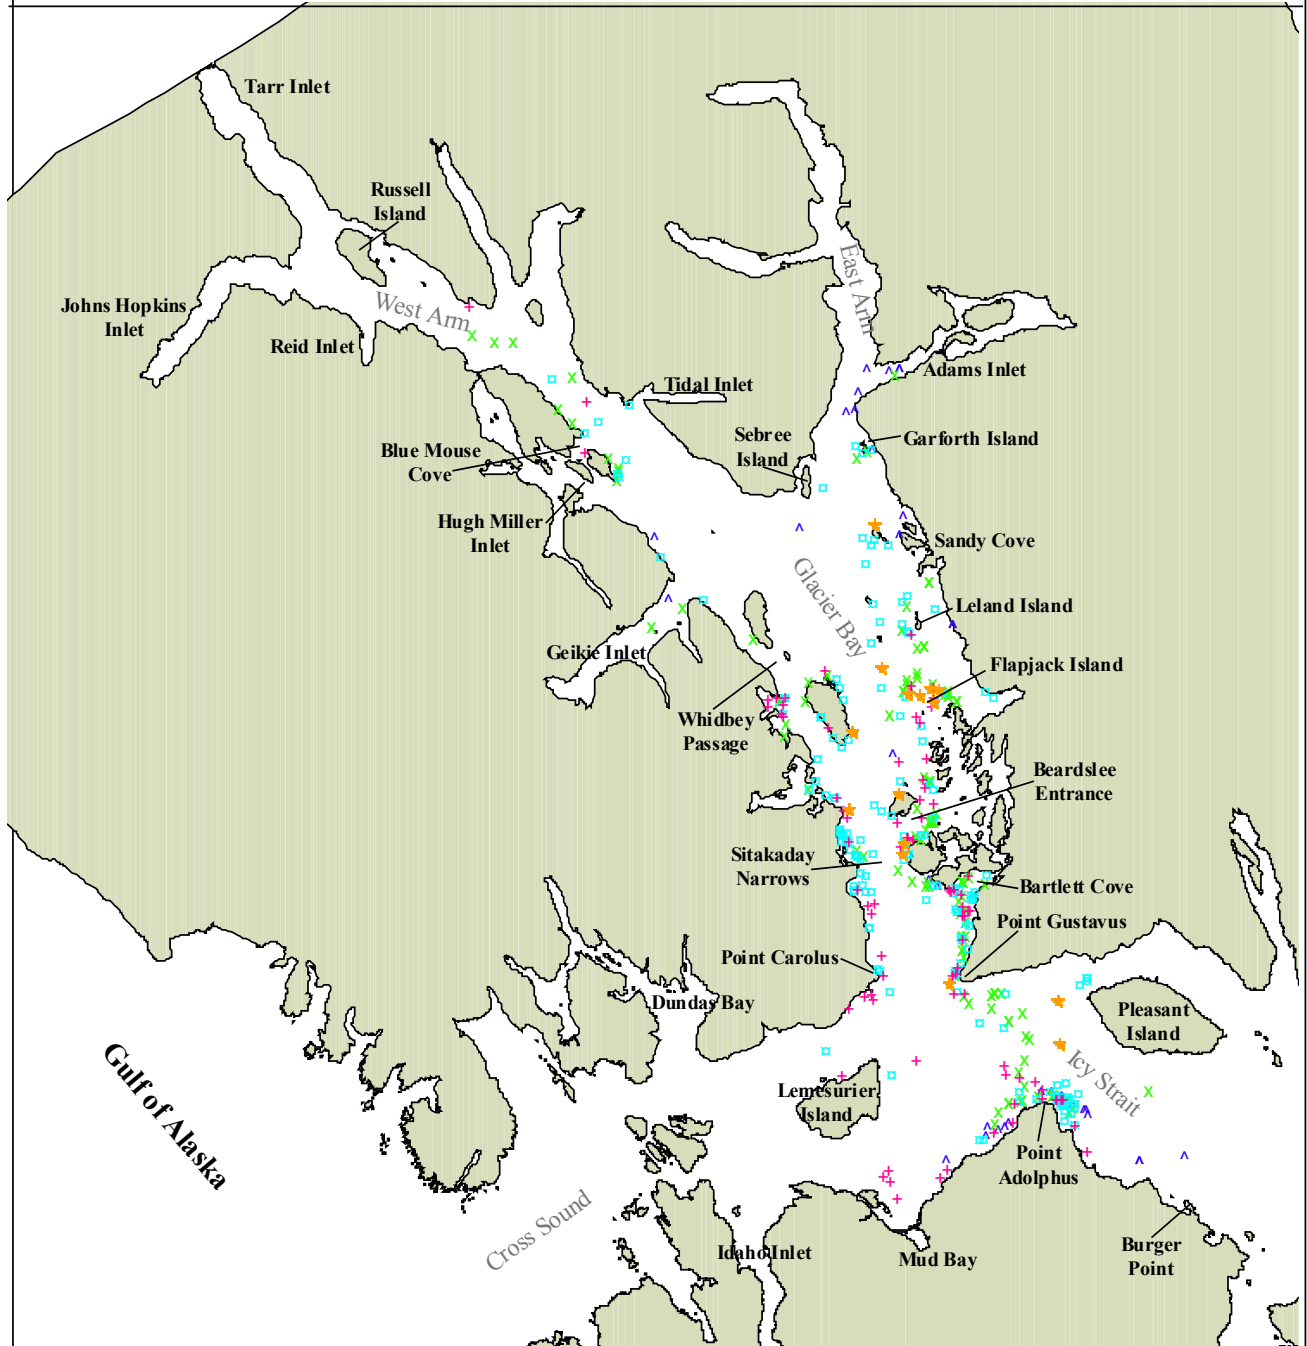 Tarr Inlet
Russell
Island
Johns Hopkins
Inlet
West Arm
Reid Inlet
East Arm
Adams Inlet
Tidal Inlet
Sebree
Island
Garforth Island
Blue Mouse
Cove
Hugh Miller
Inlet
Sandy Cove
Glacier Bay
Leland Island
Geikie Inlet
Flapjack Island
Whidbey
Passage
Beardslee
Entrance
Sitakaday
Narrows
Bartlett Cove
Point Gustavus
Point Carolus
Dundas Bay
Pleasant
Island
Gulf of Alaska
Icy Strait
Lemesurier
Island
Point
Adolphus
Cross Sound
Idaho Inlet
Mud Bay
Burger
Point